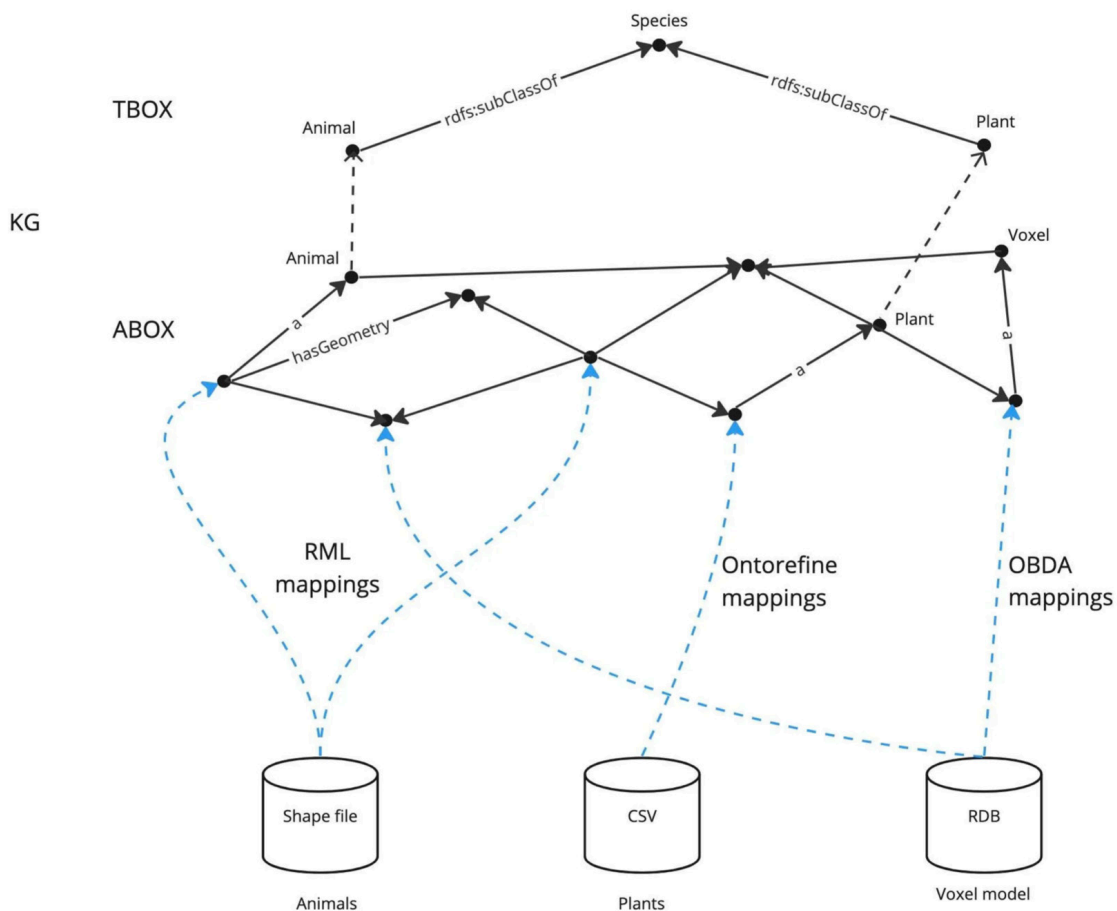 Species
rdfs:subClassOf
rdfs:subClassOf
TBOX
Animal
Plant
KG
Animal
Voxel
ABOX
a
hasGeometry
Plant
a
a
RML
mappings
Ontorefine
mappings
OBDA
mappings
Shape file
CSV
RDB
Animals
Plants
Voxel model